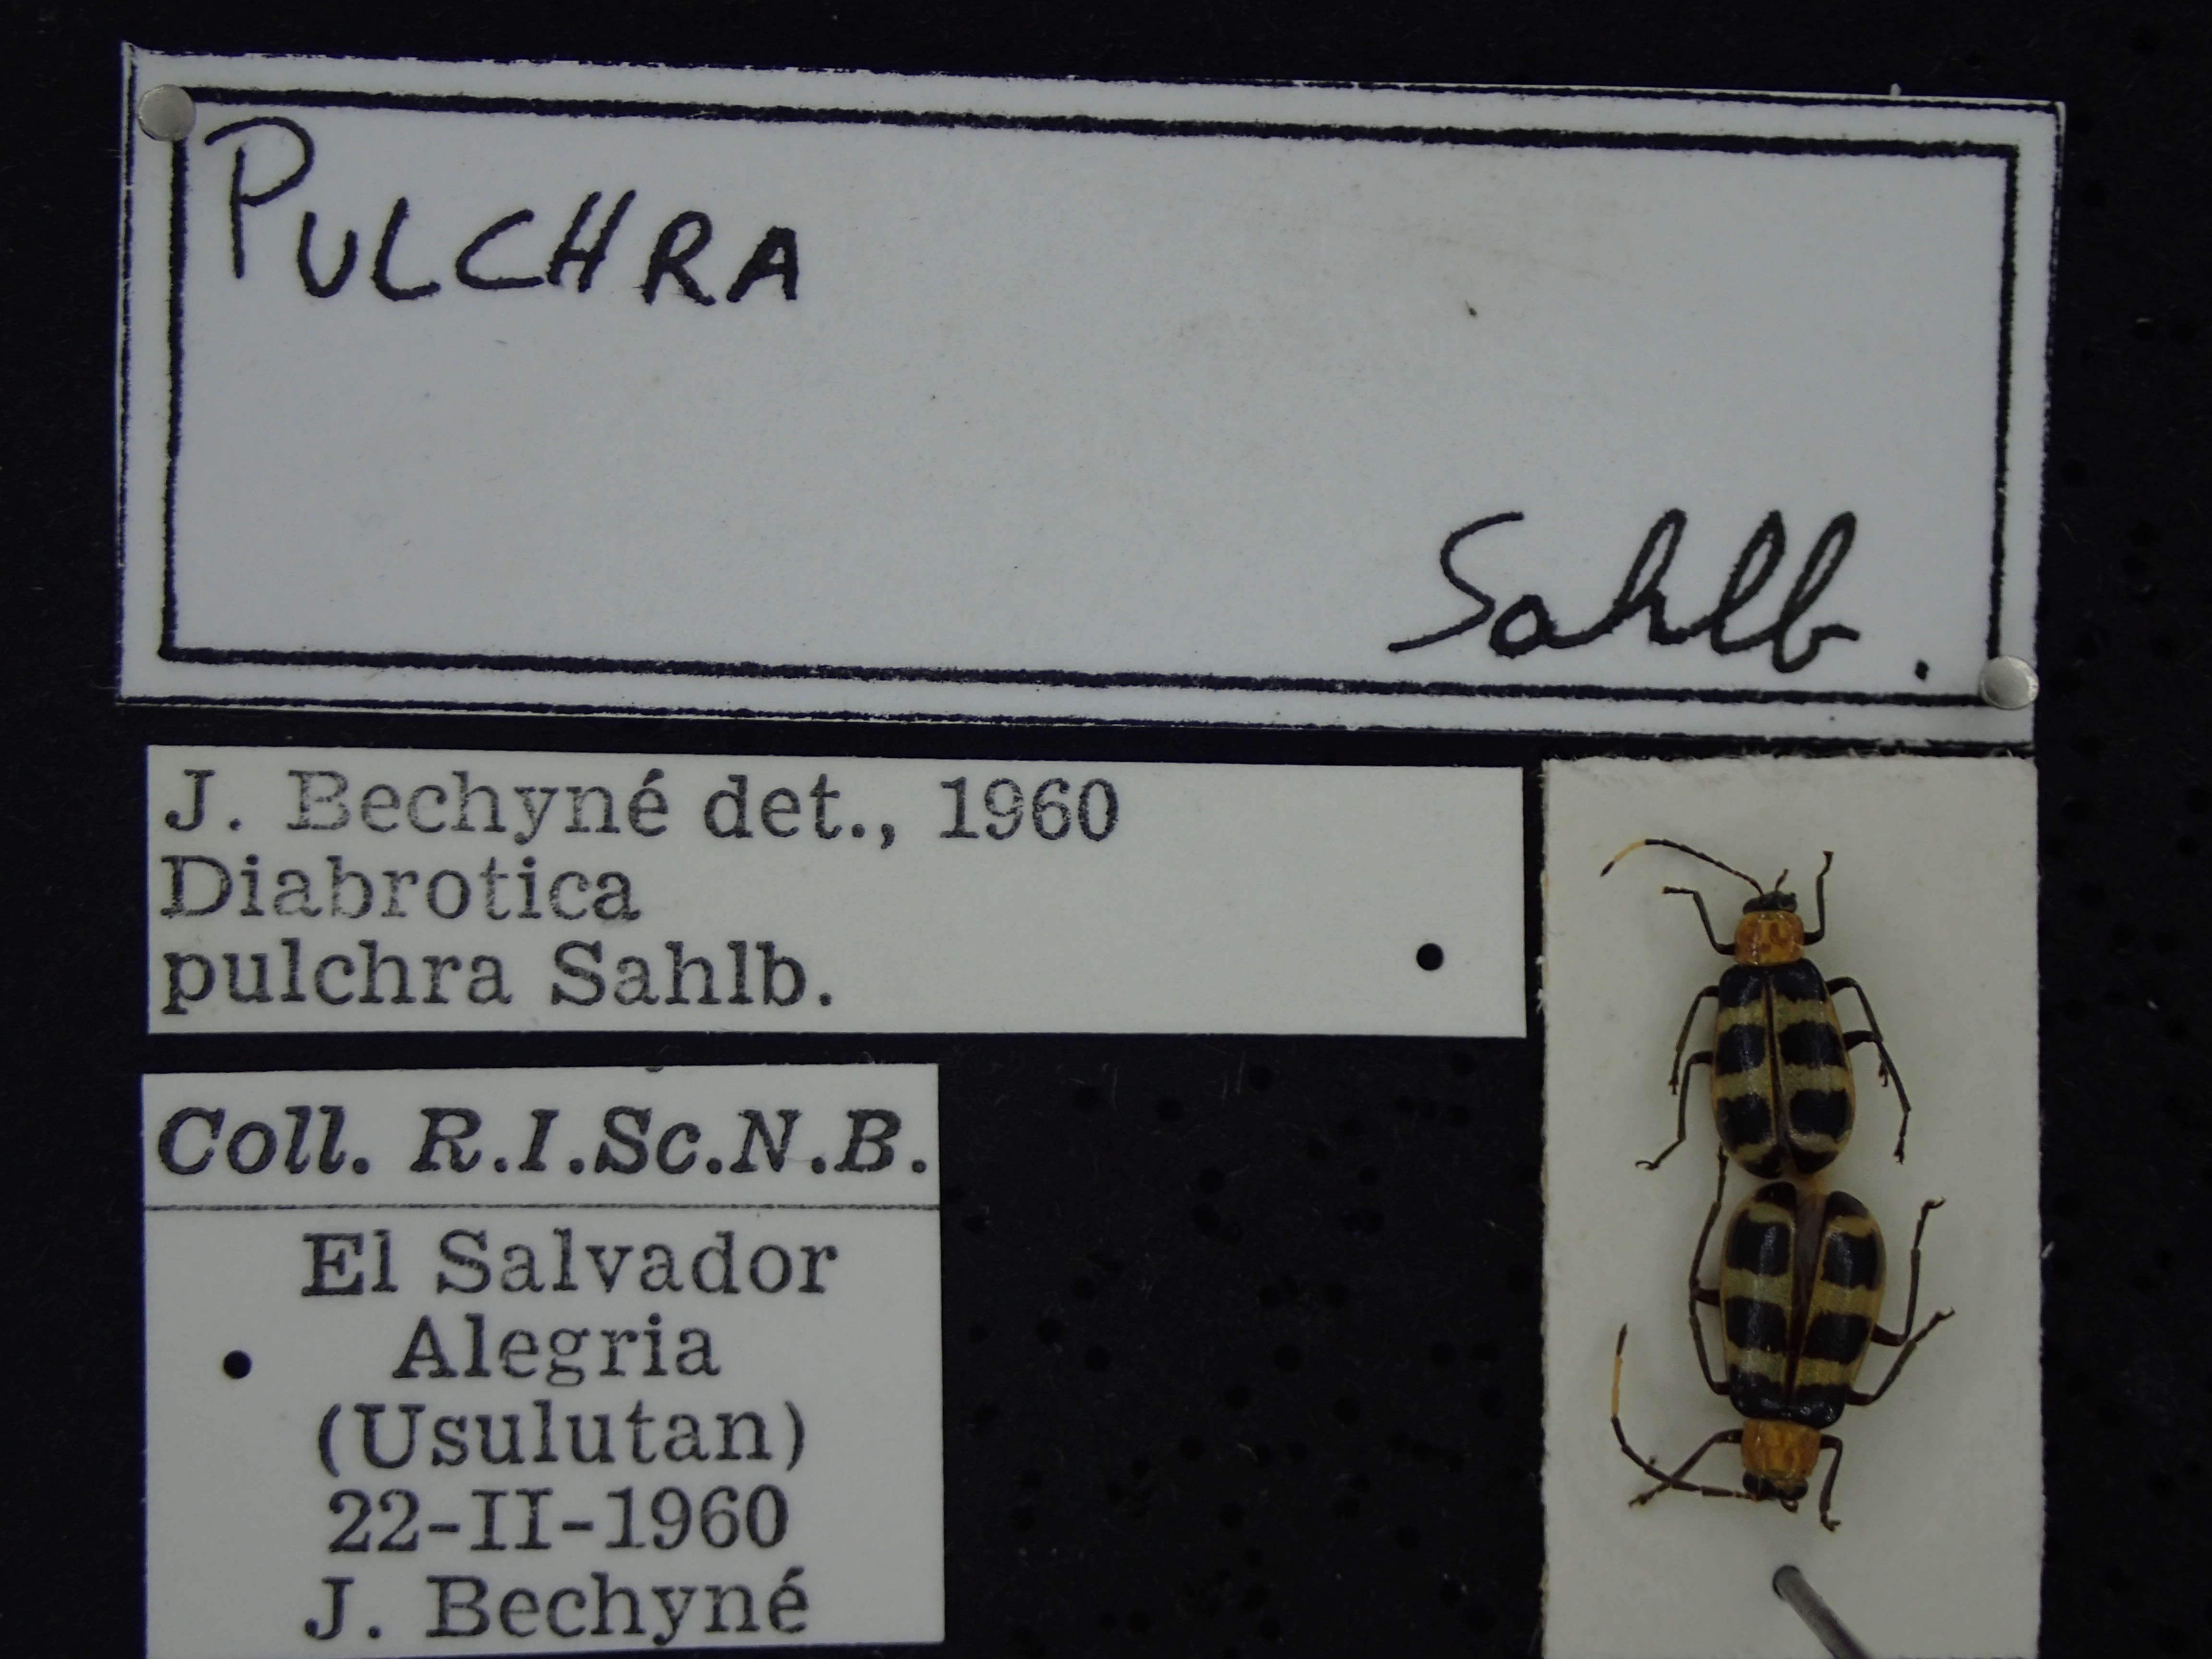 PULCHRA
Sahlb.
J. Bechyné det., 1960
Diabrotica
pulchra Sahlb.
Coll. R.I.Sc.N.B.
El Salvador
Alegria
(Usulutan)
22-II-1960
J. Bechyné